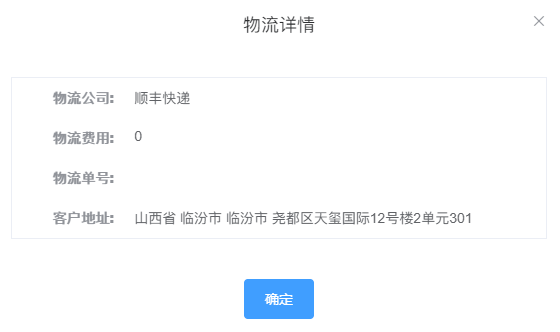 物流详情
物流公司: 顺丰快递
物流费用: 0
物流单号:
客户地址: 山西省 临汾市 临汾市 尧都区天玺国际12号楼2单元301
确定